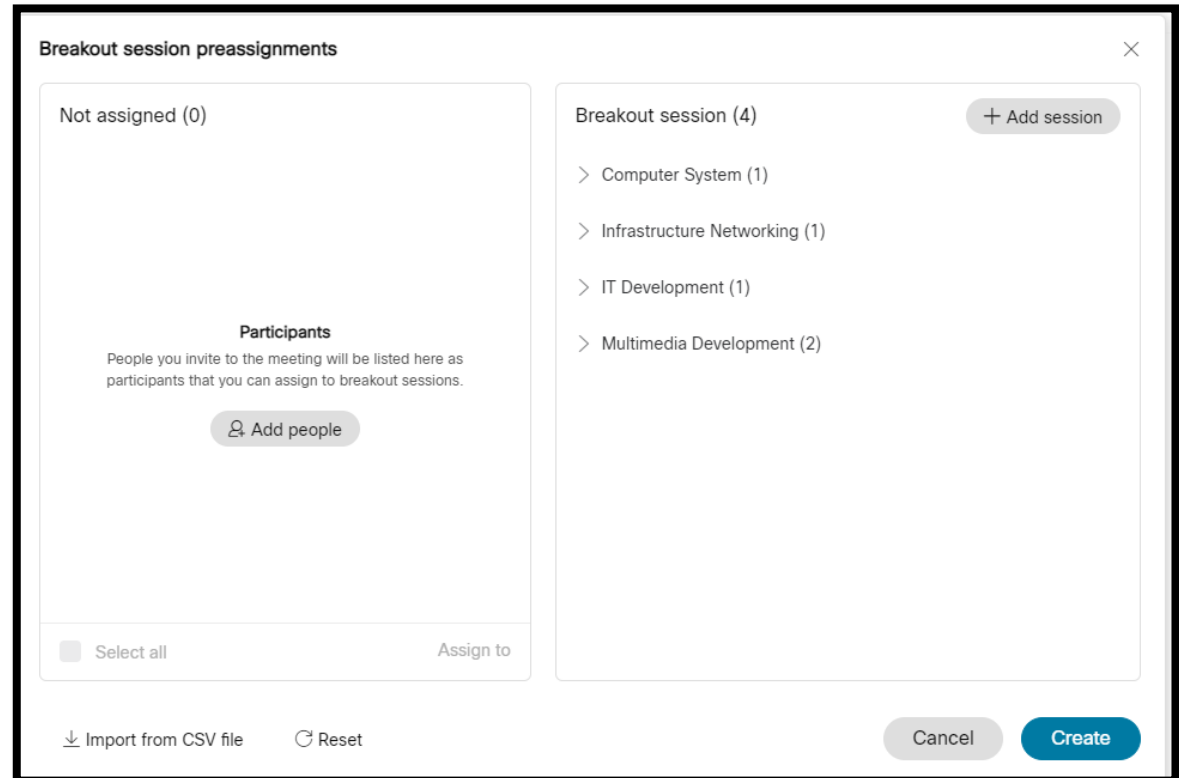 Breakout session preassignments
Not assigned (0)
Participants
People you invite to the meeting will be listed here as
participants that you can assign to breakout sessions.
Add people
Select all
Assign to
Breakout session (4)
Add session
Computer System (1)
Infrastructure Networking (1)
IT Development (1)
Multimedia Development (2)
Import from CSV file
Reset
Cancel
Create